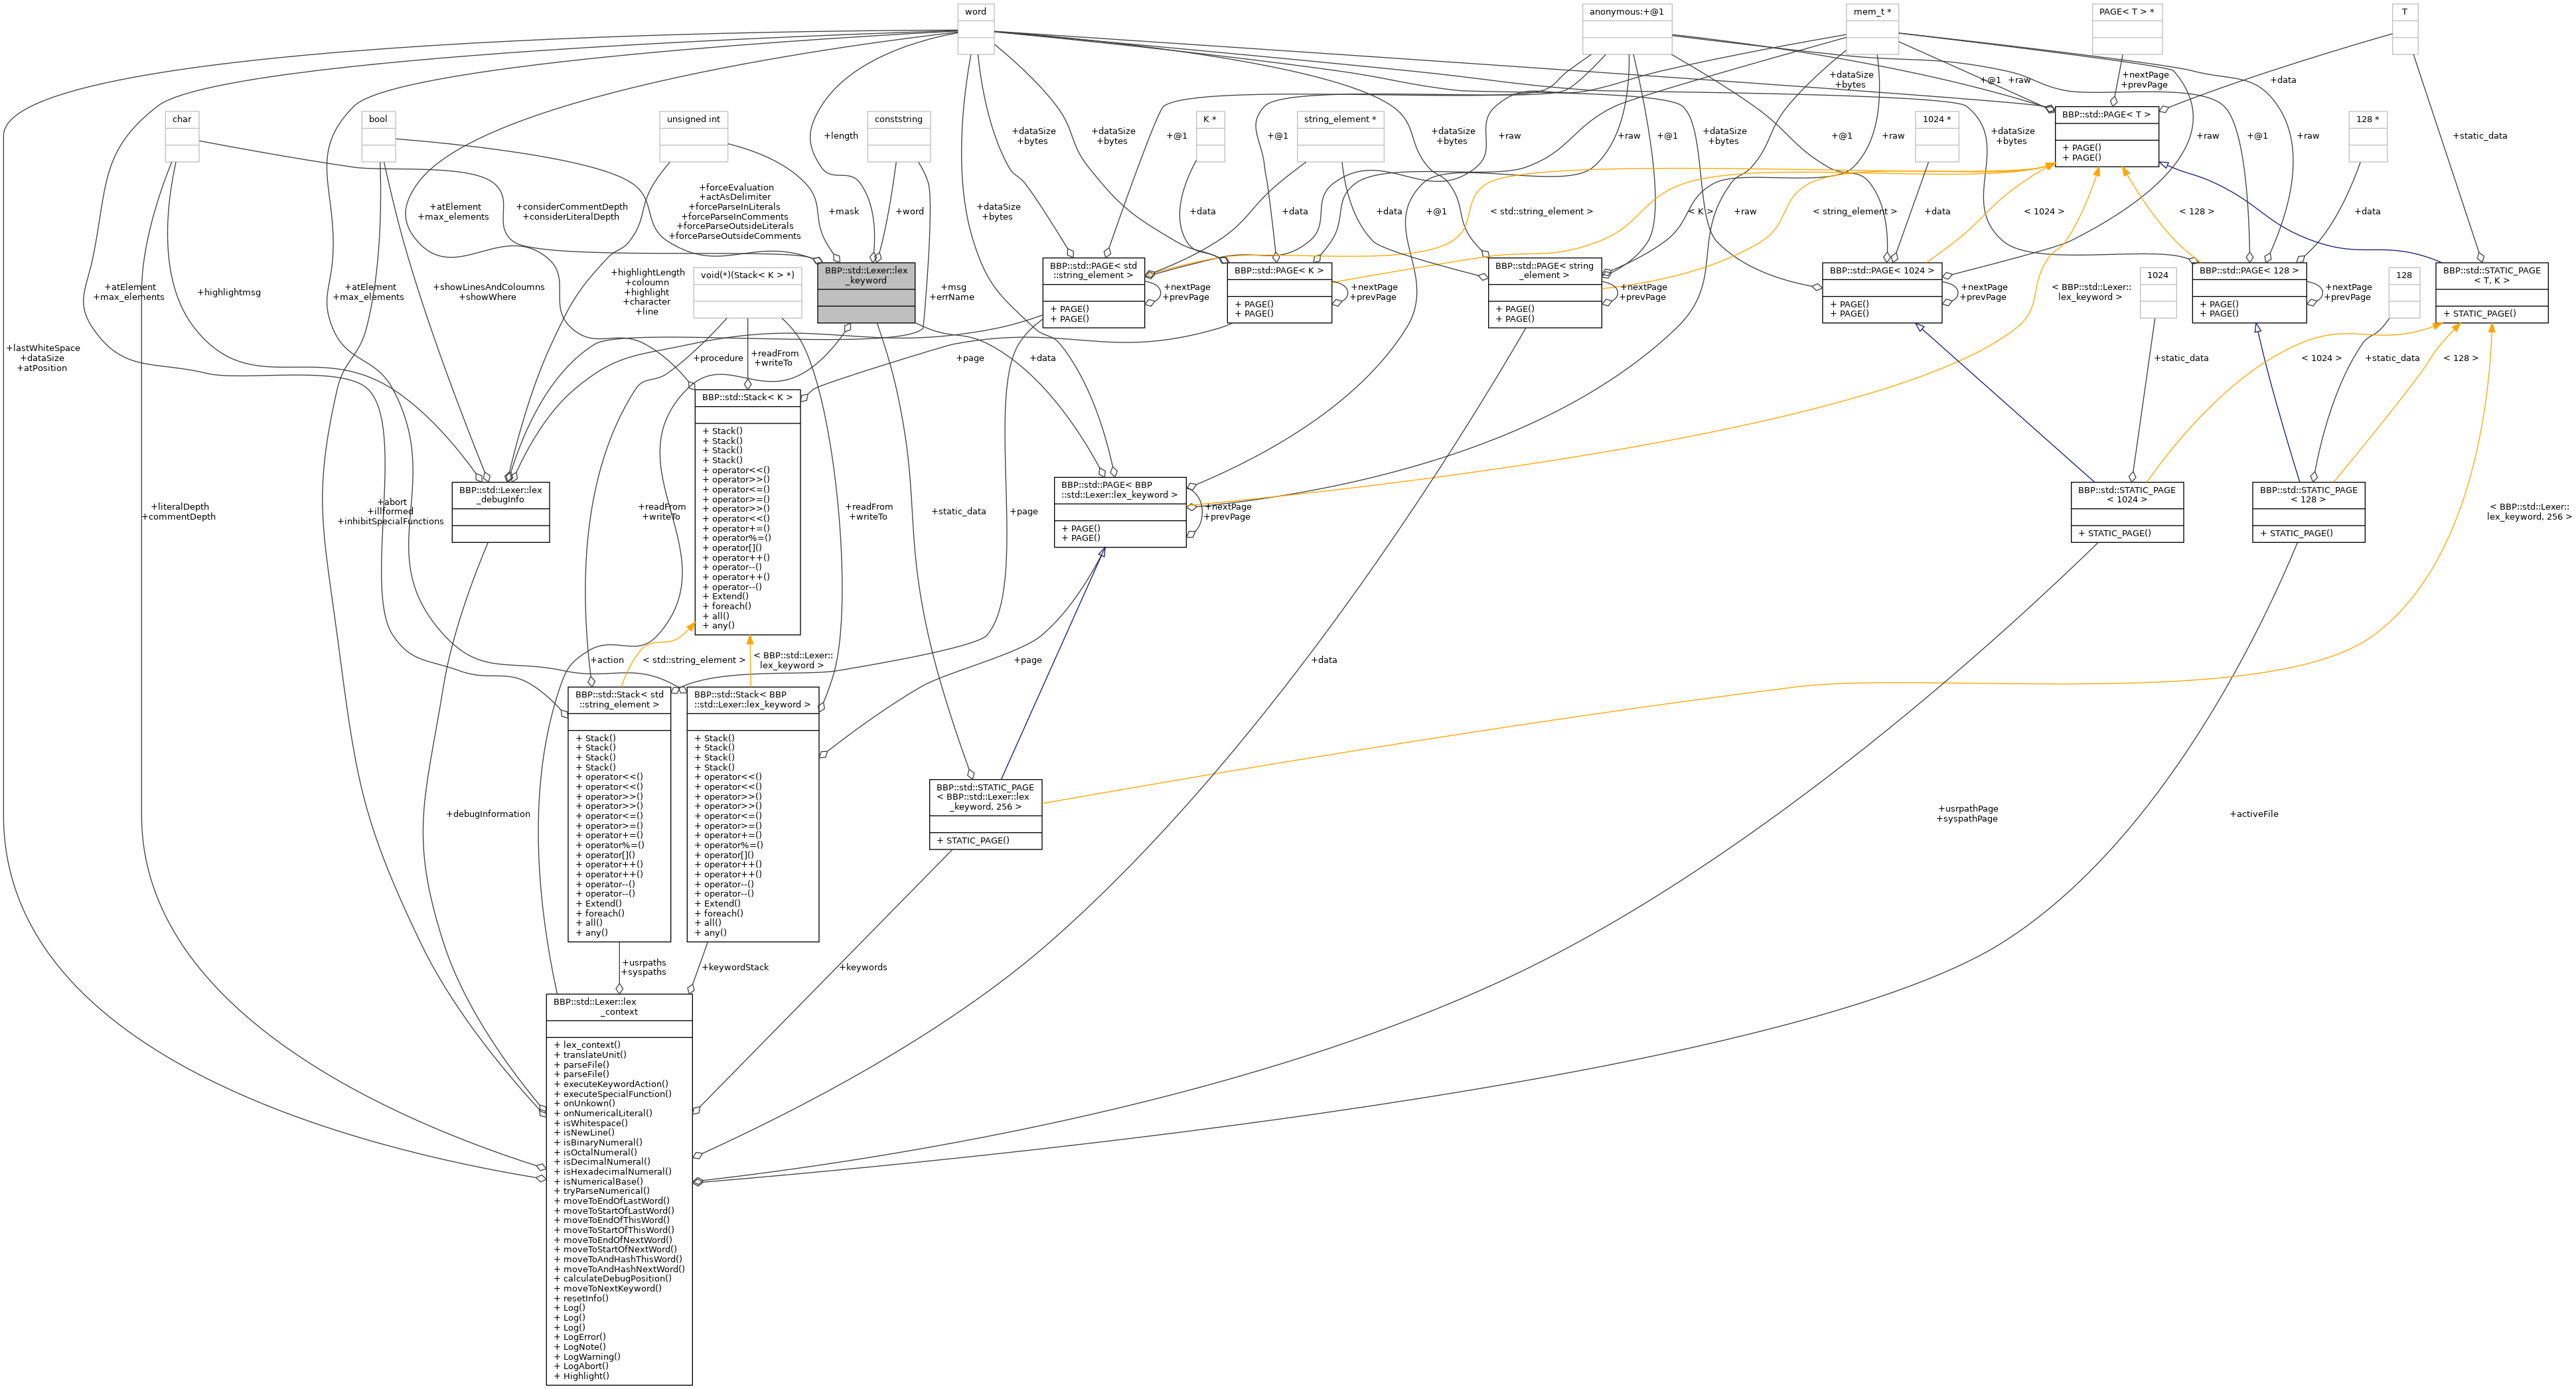 word
anonymous:+@1
mem_t *
PAGE< T > *
T
+dataSize
+bytes
+@1
+raw
+nextPage
+prevPage
+data
char
bool
unsigned int
conststring
K *
string_element *
1024 *
BBP::std::PAGE< T >
+ PAGE()
+ PAGE()
128 *
+length
+dataSize
+bytes
+dataSize
+bytes
+@1
+@1
+raw
+dataSize
+bytes
+raw
+@1
+dataSize
+bytes
+@1
+raw
+dataSize
+bytes
+raw
+@1
+raw
+static_data
+atElement
+max_elements
+considerCommentDepth
+considerLiteralDepth
+forceEvaluation
+actAsDelimiter
+forceParseInLiterals
+forceParseInComments
+forceParseOutsideLiterals
+forceParseOutsideComments
+mask
+word
+dataSize
+bytes
+data
+data
+data
+@1
< std::string_element >
< K >
+raw
< string_element >
+data
< 1024 >
< 128 >
+data
+atElement
+max_elements
+highlightmsg
+atElement
+max_elements
+showLinesAndColoumns
+showWhere
+highlightLength
+coloumn
+highlight
+character
+line
void(*)(Stack< K > *)
BBP::std::Lexer::lex
_keyword
+msg
+errName
BBP::std::PAGE< std
::string_element >
+ PAGE()
+ PAGE()
+nextPage
+prevPage
BBP::std::PAGE< K >
+ PAGE()
+ PAGE()
+nextPage
+prevPage
BBP::std::PAGE< string
_element >
+ PAGE()
+ PAGE()
+nextPage
+prevPage
BBP::std::PAGE< 1024 >
+ PAGE()
+ PAGE()
+nextPage
+prevPage
< BBP::std::Lexer::
lex_keyword >
1024
BBP::std::PAGE< 128 >
+ PAGE()
+ PAGE()
+nextPage
+prevPage
128
BBP::std::STATIC_PAGE
< T, K >
+ STATIC_PAGE()
+lastWhiteSpace
+dataSize
+atPosition
+procedure
+readFrom
+writeTo
+page
+data
+static_data
< 1024 >
+static_data
< 128 >
BBP::std::Stack< K >
+ Stack()
+ Stack()
+ Stack()
+ Stack()
+ operator<<()
+ operator>>()
+ operator<=()
+ operator>=()
+ operator>>()
+ operator<<()
+ operator+=()
+ operator%=()
+ operator[]()
+ operator++()
+ operator--()
+ operator++()
+ operator--()
+ Extend()
+ foreach()
+ all()
+ any()
+literalDepth
+commentDepth
+abort
+illformed
+inhibitSpecialFunctions
BBP::std::Lexer::lex
_debugInfo
+readFrom
+writeTo
+readFrom
+writeTo
+static_data
+page
BBP::std::PAGE< BBP
::std::Lexer::lex_keyword >
+ PAGE()
+ PAGE()
+nextPage
+prevPage
BBP::std::STATIC_PAGE
< 1024 >
+ STATIC_PAGE()
BBP::std::STATIC_PAGE
< 128 >
+ STATIC_PAGE()
< BBP::std::Lexer::
lex_keyword, 256 >
+action
< std::string_element >
< BBP::std::Lexer::
lex_keyword >
+page
+data
BBP::std::Stack< std
::string_element >
+ Stack()
+ Stack()
+ Stack()
+ Stack()
+ operator<<()
+ operator<<()
+ operator>>()
+ operator>>()
+ operator<=()
+ operator>=()
+ operator+=()
+ operator%=()
+ operator[]()
+ operator++()
+ operator++()
+ operator--()
+ operator--()
+ Extend()
+ foreach()
+ all()
+ any()
BBP::std::Stack< BBP
::std::Lexer::lex_keyword >
+ Stack()
+ Stack()
+ Stack()
+ Stack()
+ operator<<()
+ operator<<()
+ operator>>()
+ operator>>()
+ operator<=()
+ operator>=()
+ operator+=()
+ operator%=()
+ operator[]()
+ operator++()
+ operator++()
+ operator--()
+ operator--()
+ Extend()
+ foreach()
+ all()
+ any()
+debugInformation
BBP::std::STATIC_PAGE
< BBP::std::Lexer::lex
_keyword, 256 >
+ STATIC_PAGE()
+usrpathPage
+syspathPage
+activeFile
+usrpaths
+syspaths
+keywordStack
+keywords
BBP::std::Lexer::lex
_context
+ lex_context()
+ translateUnit()
+ parseFile()
+ parseFile()
+ executeKeywordAction()
+ executeSpecialFunction()
+ onUnkown()
+ onNumericalLiteral()
+ isWhitespace()
+ isNewLine()
+ isBinaryNumeral()
+ isOctalNumeral()
+ isDecimalNumeral()
+ isHexadecimalNumeral()
+ isNumericalBase()
+ tryParseNumerical()
+ moveToEndOfLastWord()
+ moveToStartOfLastWord()
+ moveToEndOfThisWord()
+ moveToStartOfThisWord()
+ moveToEndOfNextWord()
+ moveToStartOfNextWord()
+ moveToAndHashThisWord()
+ moveToAndHashNextWord()
+ calculateDebugPosition()
+ moveToNextKeyword()
+ resetInfo()
+ Log()
+ Log()
+ Log()
+ LogError()
+ LogNote()
+ LogWarning()
+ LogAbort()
+ Highlight()